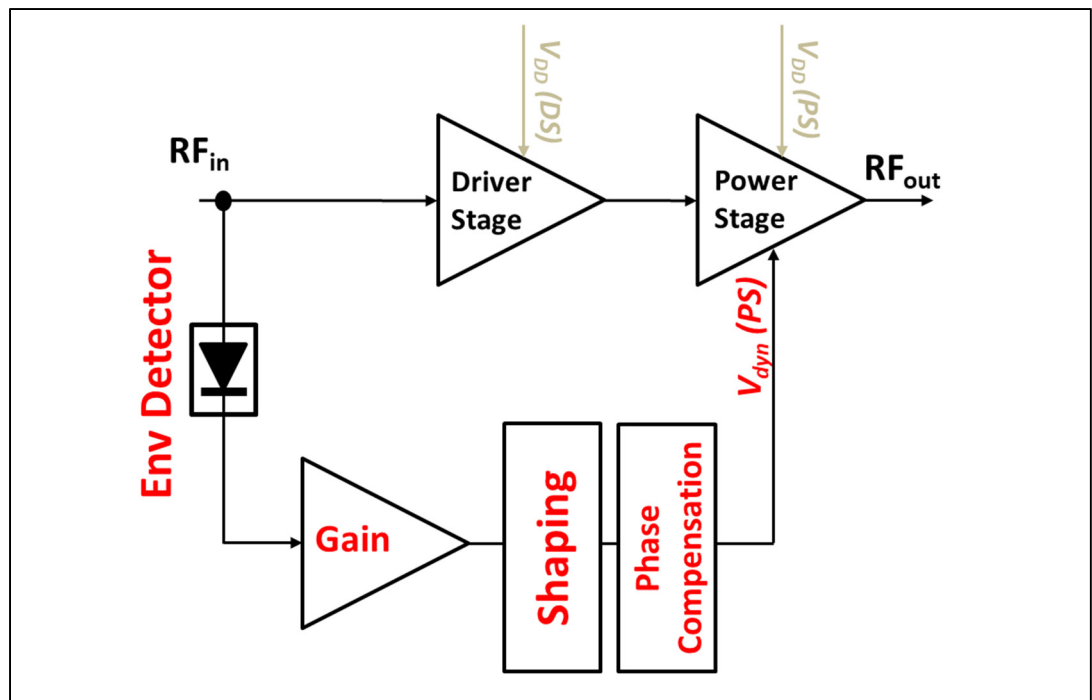 V_DD (DS)
V_DD (PS)
RF_in
Driver
Stage
Power
Stage
RF_out
Env Detector
V_dyn (PS)
Gain
Shaping
Phase
Compensation